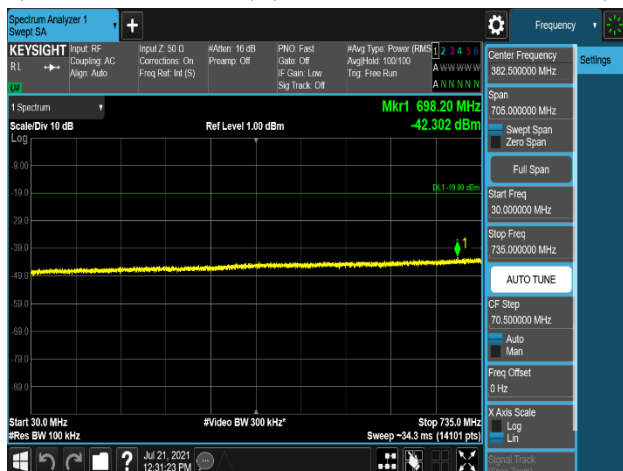 Spectrum Analyzer 1
Swept SA
Frequency
KEYSIGHT
Input: RF
Input Z: 50 Ω
#Atten: 16 dB
PNO: Fast
#Avg Type: Power (RMS
1 2 3 4 5 6
RL
Coupling: AC
Corrections: On
Preamp: Off
Gate: Off
Avg|Hold: 100/100
A W W W W W
Align: Auto
Freq Ref: Int (S)
IF Gain: Low
Trig: Free Run
Sig Track: Off
A N N N N N
Center Frequency
382.500000 MHz
Settings
1 Spectrum
Mkr1 698.20 MHz
Scale/Div 10 dB
Ref Level 1.00 dBm
-42.302 dBm
Log
Span
705.000000 MHz
Swept Span
Zero Span
Full Span
Start Freq
30.000000 MHz
Stop Freq
735.000000 MHz
AUTO TUNE
CF Step
70.500000 MHz
Auto
Man
Freq Offset
0 Hz
X Axis Scale
Log
Lin
Signal Track
-9.00
-19.0
DL1 -19.00 dBm
-29.0
-39.0
1
-49.0
-59.0
-69.0
-79.0
-89.0
Start 30.0 MHz
#Video BW 300 kHz*
Stop 735.0 MHz
#Res BW 100 kHz
Sweep ~34.3 ms (14101 pts)
?
Jul 21, 2021
12:31:23 PM